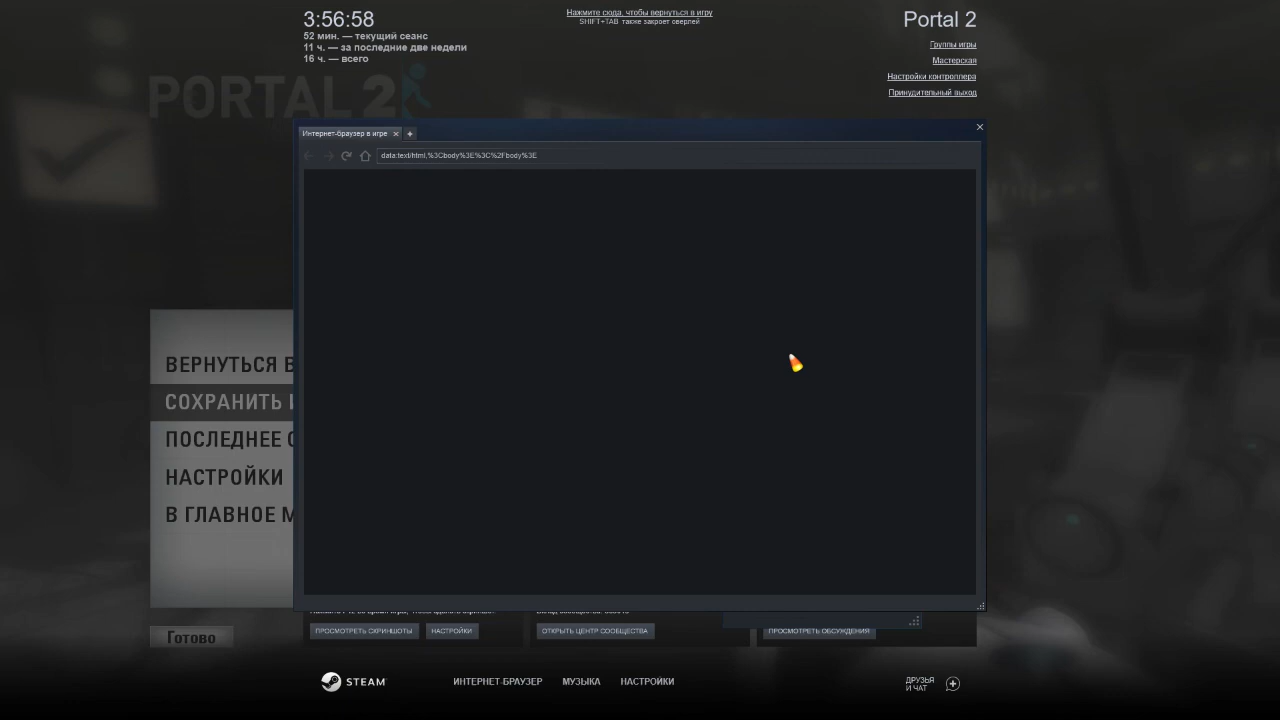 3:56:58
52 мин. — текущий сеанс
11 ч. — за последние две недели
16 ч. — всего
Нажмите сюда, чтобы вернуться в игру
SHIFT+TAB также закроет оверлей
Portal 2
Группы игры
Мастерская
Настройки контроллера
Принудительный выход
PORTAL 2
Интернет-браузер в игре
data:text/html,%3Cbody%3E%3C%2Fbody%3E
ВЕРНУТЬСЯ В
СОХРАНИТЬ И
ПОСЛЕДНЕЕ С
НАСТРОЙКИ
В ГЛАВНОЕ М
Готово
ПРОСМОТРЕТЬ СКРИНШОТЫ
НАСТРОЙКИ
ОТКРЫТЬ ЦЕНТР СООБЩЕСТВА
ПРОСМОТРЕТЬ ОБСУЖДЕНИЯ
STEAM
ИНТЕРНЕТ-БРАУЗЕР
МУЗЫКА
НАСТРОЙКИ
ДРУЗЬЯ
И ЧАТ